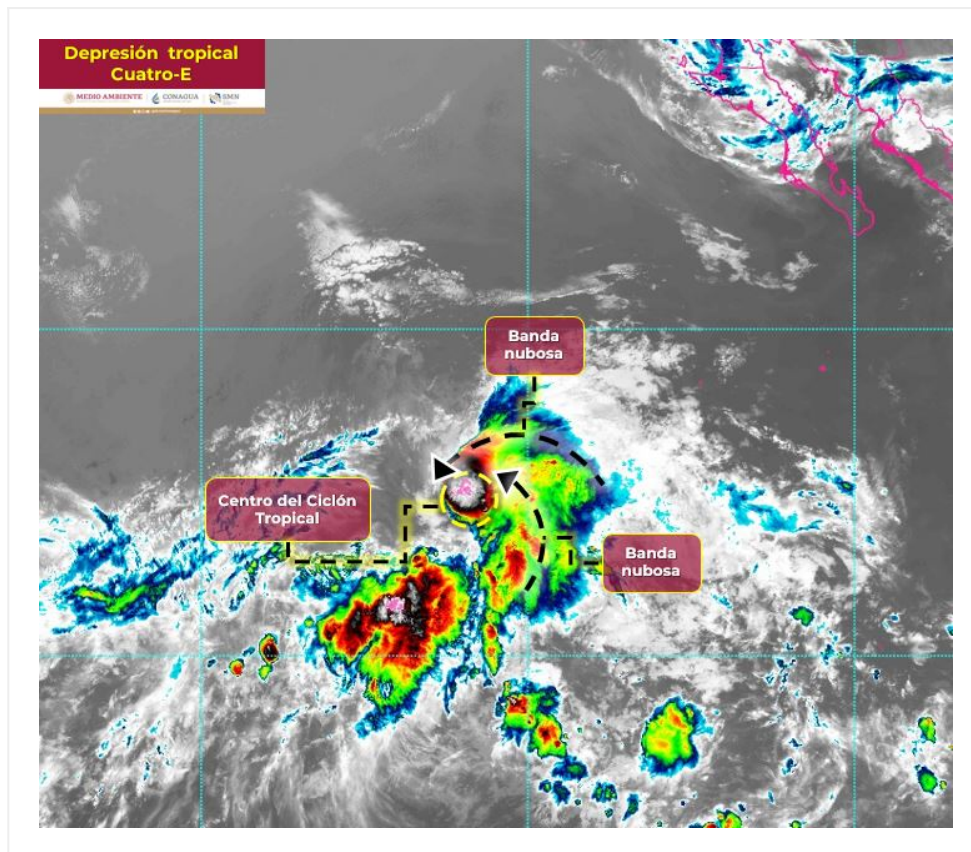 Depresión tropical
Cuatro-E
MEDIO AMBIENTE
CONAGUA
SMN
Banda
nubosa
Centro del Ciclón
Tropical
Banda
nubosa